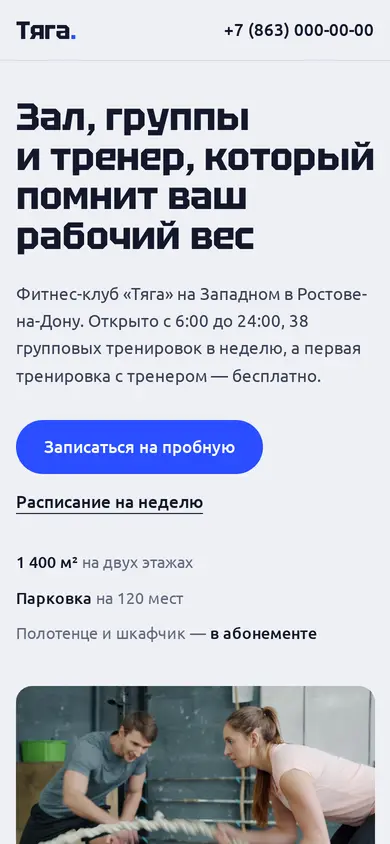 Тяга.
+7 (863) 000-00-00
Зал, группы
и тренер, который
помнит ваш
рабочий вес
Фитнес-клуб «Тяга» на Западном в Ростове-
на-Дону. Открыто с 6:00 до 24:00, 38
групповых тренировок в неделю, а первая
тренировка с тренером — бесплатно.
Записаться на пробную
Расписание на неделю
1 400 м² на двух этажах
Парковка на 120 мест
Полотенце и шкафчик — в абонементе